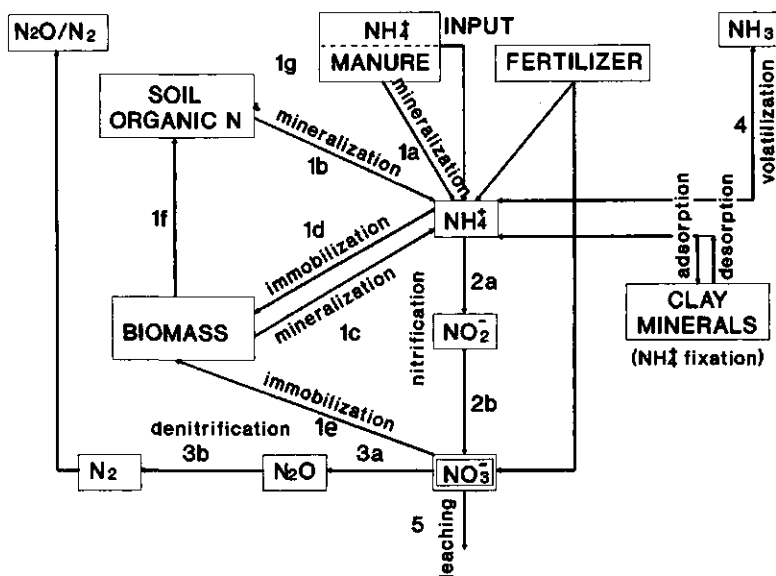 N₂O/N₂
NH₄⁺
INPUT
MANURE
FERTILIZER
NH₃
1g
SOIL
ORGANIC N
mineralization
1b
mineralization
1a
4
volatilization
1f
1d
immobilization
NH₄⁺
adsorption
desorption
2a
BIOMASS
mineralization
1c
nitrification
NO₂⁻
CLAY
MINERALS
(NH₄⁺ fixation)
immobilization
1e
2b
denitrification
3b
3a
N₂
N₂O
NO₃⁻
5
leaching